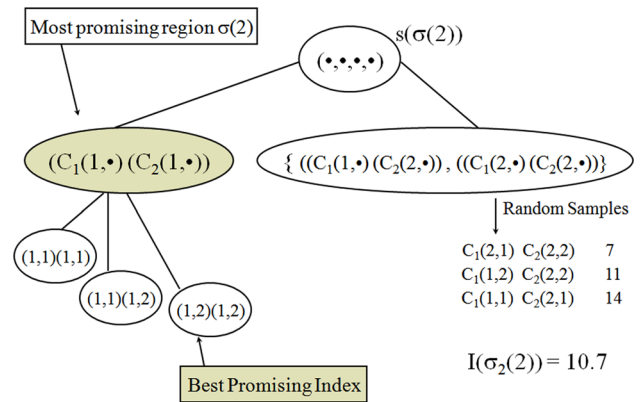 Most promising region σ(2)
s(σ(2))
(•,•,•,•)
(C₁(1,•) (C₂(1,•))
{ ((C₁(1,•) (C₂(2,•)) , ((C₁(2,•) (C₂(2,•))}
Random Samples
(1,1)(1,1)
(1,1)(1,2)
(1,2)(1,2)
C₁(2,1) C₂(2,2) 7
C₁(1,2) C₂(2,2) 11
C₁(1,1) C₂(2,1) 14
I(σ₂(2)) = 10.7
Best Promising Index